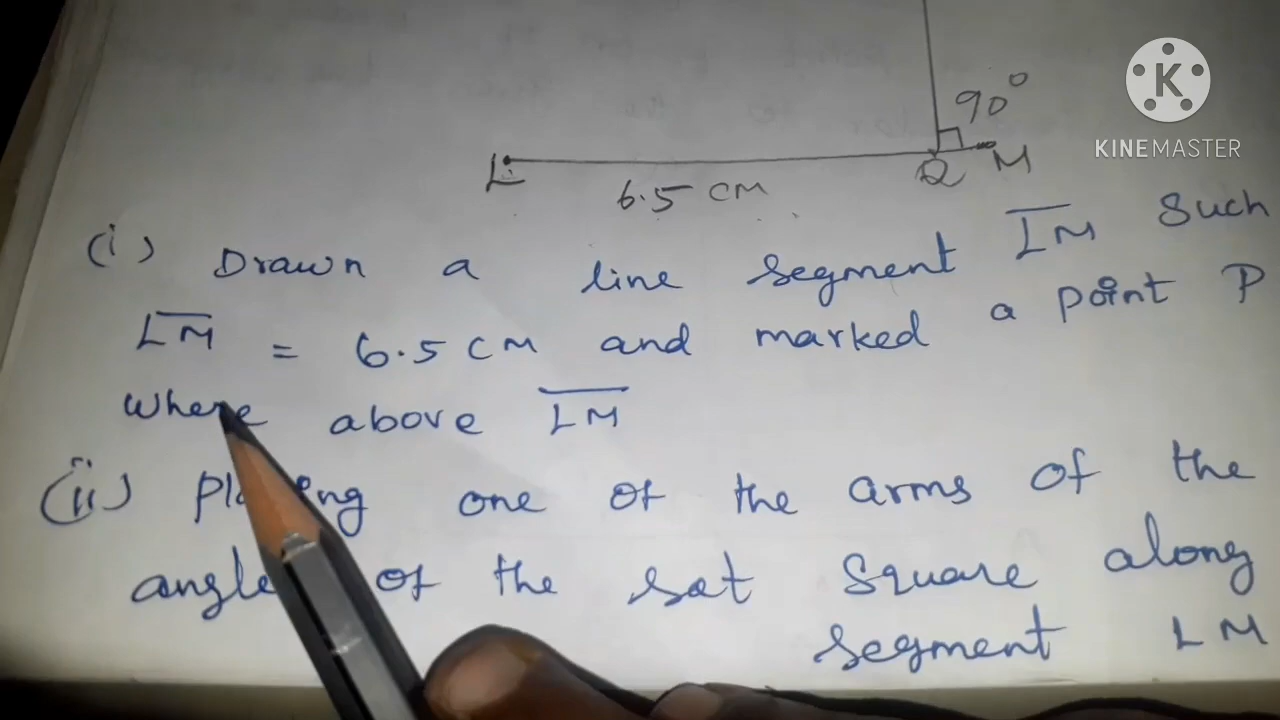 90°
K
KINEMASTER
L
Q M
6.5 CM
(i) Drawn a line segment LM such
LM = 6.5 CM and marked a point P
where above LM
(ii) one of the arms of the
of the sat square along
segment LM